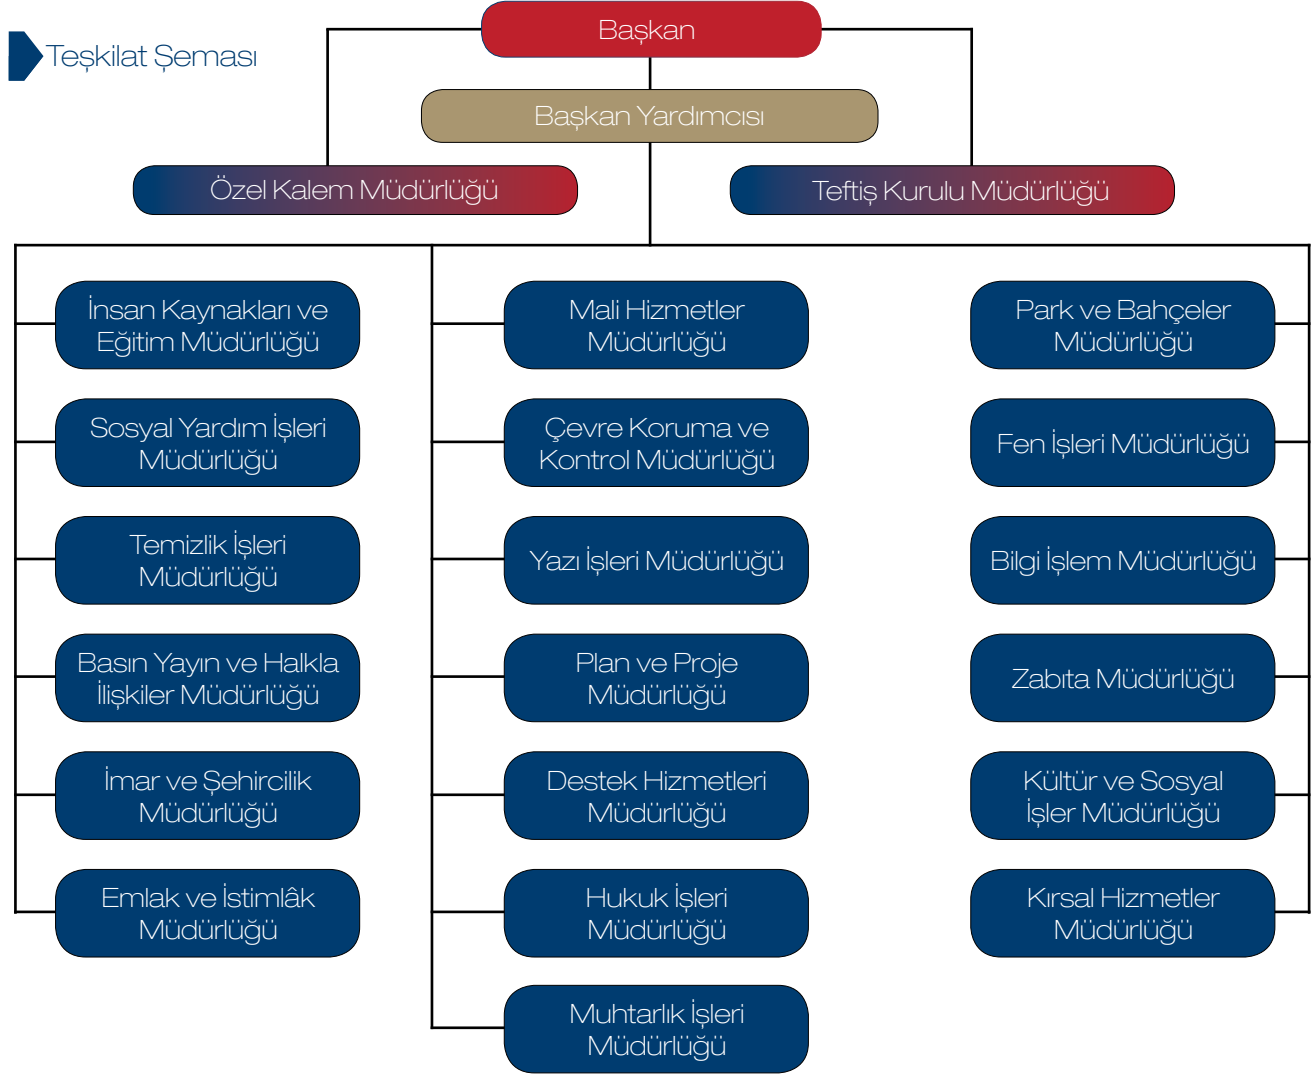 Teşkilat Şeması
Başkan
Başkan Yardımcısı
Özel Kalem Müdürlüğü
Teftiş Kurulu Müdürlüğü
İnsan Kaynakları ve
Eğitim Müdürlüğü
Sosyal Yardım İşleri
Müdürlüğü
Temizlik İşleri
Müdürlüğü
Basın Yayın ve Halkla
İlişkiler Müdürlüğü
İmar ve Şehircilik
Müdürlüğü
Emlak ve İstimlâk
Müdürlüğü
Mali Hizmetler
Müdürlüğü
Çevre Koruma ve
Kontrol Müdürlüğü
Yazı İşleri Müdürlüğü
Plan ve Proje
Müdürlüğü
Destek Hizmetleri
Müdürlüğü
Hukuk İşleri
Müdürlüğü
Muhtarlık İşleri
Müdürlüğü
Park ve Bahçeler
Müdürlüğü
Fen İşleri Müdürlüğü
Bilgi İşlem Müdürlüğü
Zabıta Müdürlüğü
Kültür ve Sosyal
İşler Müdürlüğü
Kırsal Hizmetler
Müdürlüğü